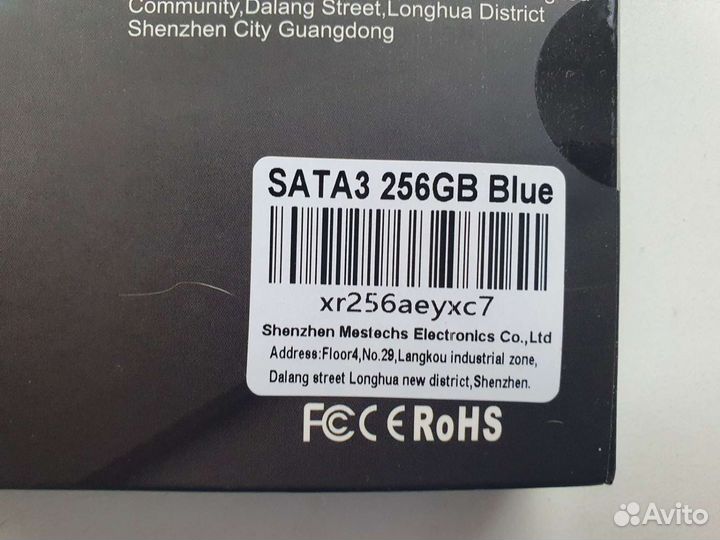 Community,Dalang Street,Longhua District
Shenzhen City Guangdong
SATA3 256GB Blue
xr256aeyxc7
Shenzhen Mestechs Electronics Co.,Ltd
Address:Floor4,No.29,Langkou industrial zone,
Dalang street Longhua new district,Shenzhen.
FC CE RoHS
Avito